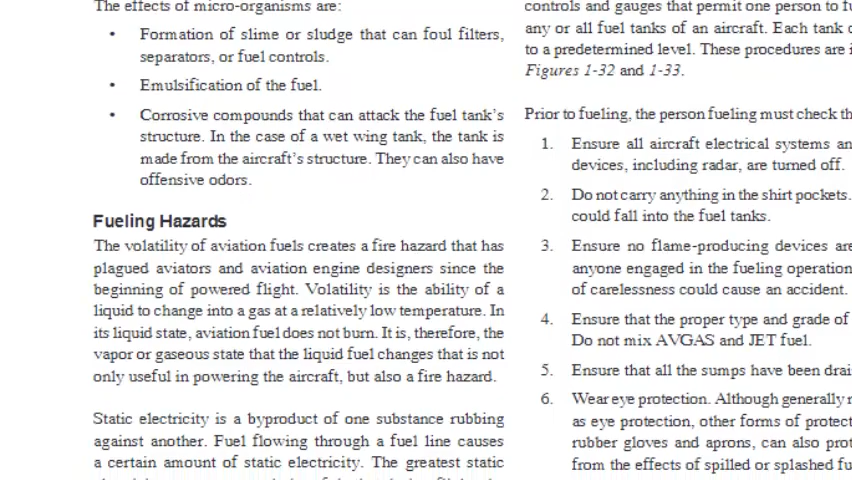 The effects of micro-organisms are:
• Formation of slime or sludge that can foul filters,
separators, or fuel controls.
• Emulsification of the fuel.
• Corrosive compounds that can attack the fuel tank's
structure. In the case of a wet wing tank, the tank is
made from the aircraft's structure. They can also have
offensive odors.
Fueling Hazards
The volatility of aviation fuels creates a fire hazard that has
plagued aviators and aviation engine designers since the
beginning of powered flight. Volatility is the ability of a
liquid to change into a gas at a relatively low temperature. In
its liquid state, aviation fuel does not burn. It is, therefore, the
vapor or gaseous state that the liquid fuel changes that is not
only useful in powering the aircraft, but also a fire hazard.
Static electricity is a byproduct of one substance rubbing
against another. Fuel flowing through a fuel line causes
a certain amount of static electricity. The greatest static
controls and gauges that permit one person to
any or all fuel tanks of an aircraft. Each tank
to a predetermined level. These procedures are
Figures 1-32 and 1-33.
Prior to fueling, the person fueling must check
1. Ensure all aircraft electrical systems
devices, including radar, are turned off.
2. Do not carry anything in the shirt pockets.
could fall into the fuel tanks.
3. Ensure no flame-producing devices
anyone engaged in the fueling operation
of carelessness could cause an accident.
4. Ensure that the proper type and grade of
Do not mix AVGAS and JET fuel.
5. Ensure that all the sumps have been
6. Wear eye protection. Although generally
as eye protection, other forms of
rubber gloves and aprons, can also
from the effects of spilled or splashed